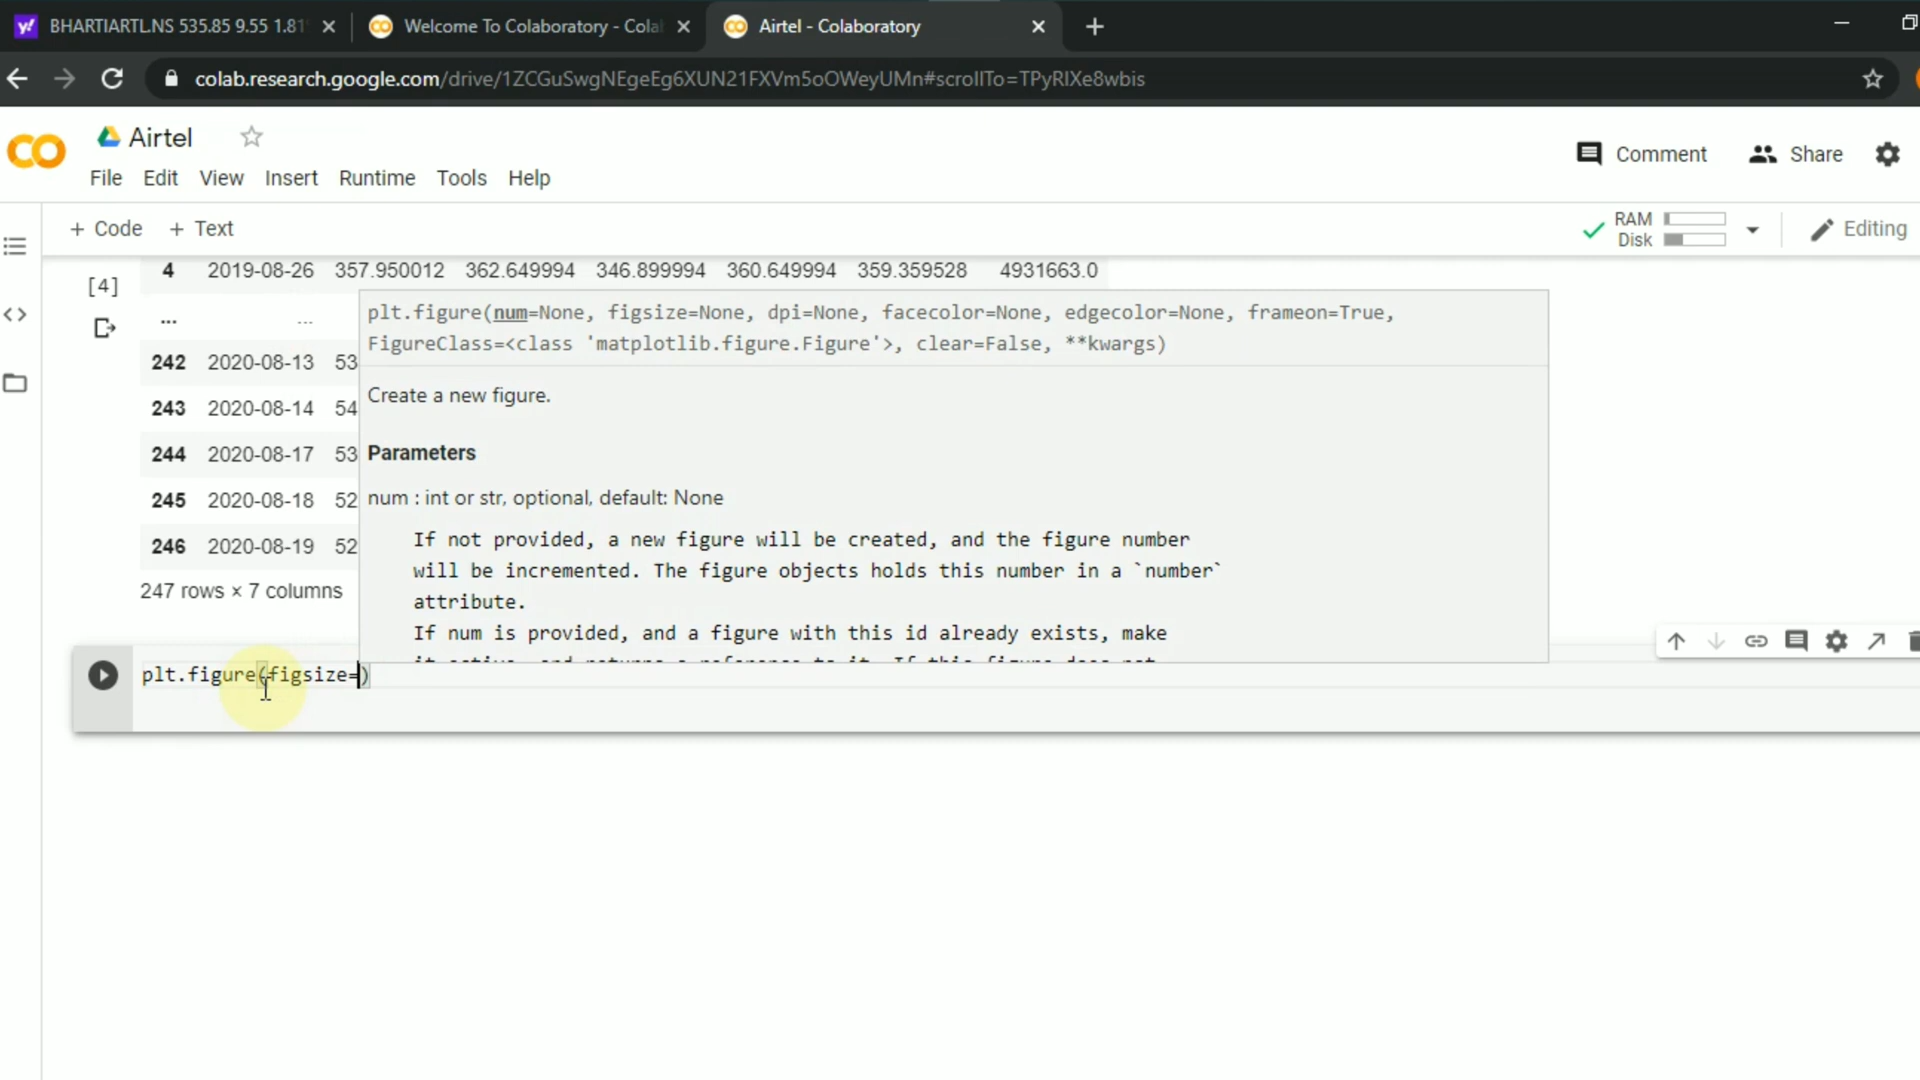 BHARTIARTL.NS 535.85 9.55 1.81
Welcome To Colaboratory - Cola
Airtel - Colaboratory
colab.research.google.com/drive/1ZCGuSwgNEgeEg6XUN21FXVm5oOWeyUMn#scrollTo=TPyRIXe8wbis
Airtel
Comment
Share
File Edit View Insert Runtime Tools Help
+ Code + Text
RAM
Disk
Editing
[4]
4 2019-08-26 357.950012 362.649994 346.899994 360.649994 359.359528 4931663.0
... ...
242 2020-08-13 53
243 2020-08-14 54
244 2020-08-17 53
245 2020-08-18 52
246 2020-08-19 52
247 rows × 7 columns
plt.figure(num=None, figsize=None, dpi=None, facecolor=None, edgecolor=None, frameon=True,
FigureClass=<class 'matplotlib.figure.Figure'>, clear=False, **kwargs)
Create a new figure.
Parameters
num : int or str, optional, default: None
If not provided, a new figure will be created, and the figure number
will be incremented. The figure objects holds this number in a `number`
attribute.
If num is provided, and a figure with this id already exists, make
plt.figure(figsize=)